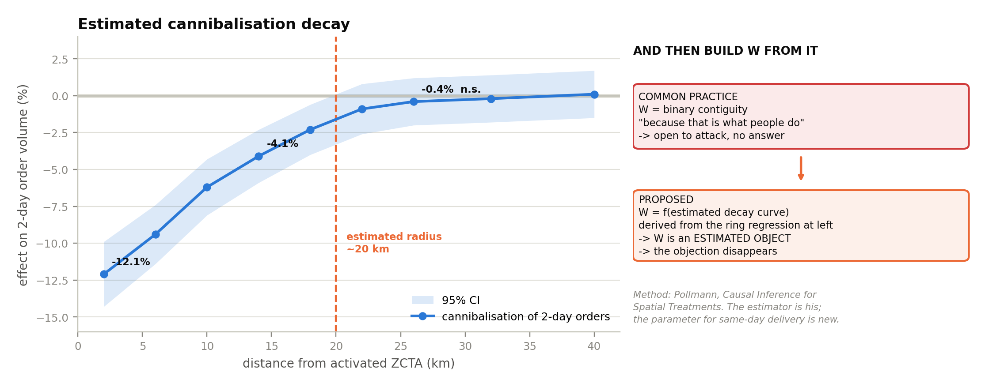 Estimated cannibalisation decay
effect on 2-day order volume (%)
2.5
0.0
−2.5
−5.0
−7.5
−10.0
−12.5
−15.0
-12.1%
-4.1%
-0.4%  n.s.
estimated radius
~20 km
95% CI
cannibalisation of 2-day orders
0
5
10
15
20
25
30
35
40
distance from activated ZCTA (km)
AND THEN BUILD W FROM IT
COMMON PRACTICE
W = binary contiguity
"because that is what people do"
-> open to attack, no answer
PROPOSED
W = f(estimated decay curve)
derived from the ring regression at left
-> W is an ESTIMATED OBJECT
-> the objection disappears
Method: Pollmann, Causal Inference for
Spatial Treatments. The estimator is his;
the parameter for same-day delivery is new.